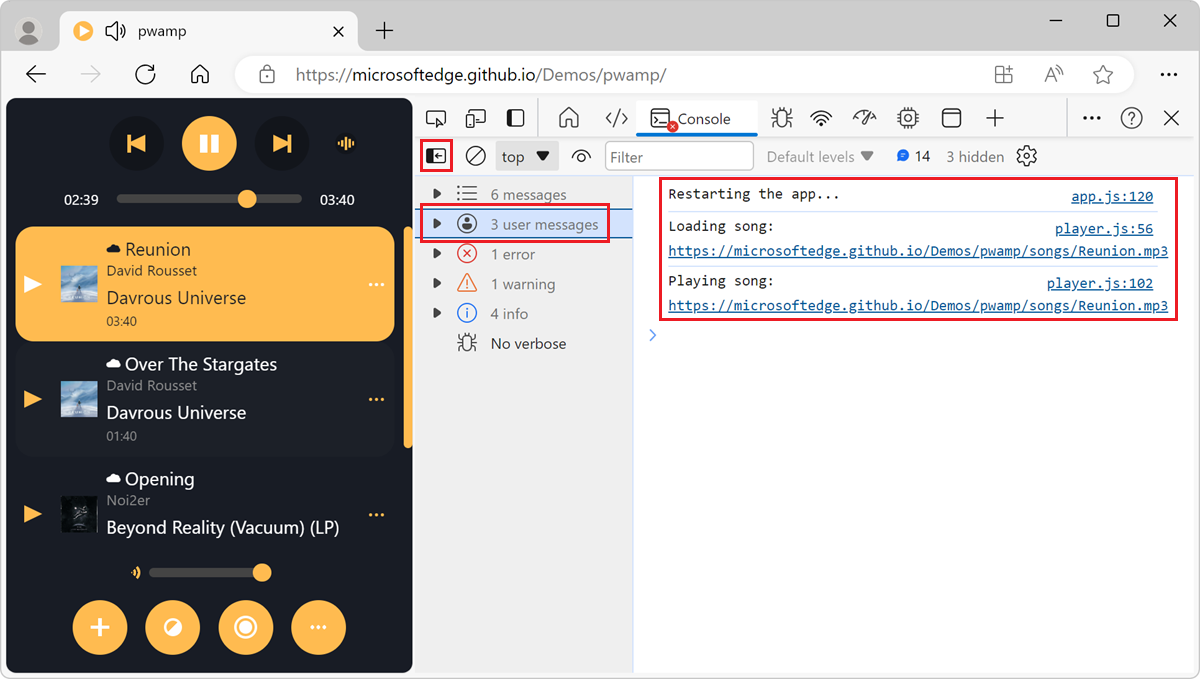 pwamp
https://microsoftedge.github.io/Demos/pwamp/
Console
top
Filter
Default levels
14
3 hidden
02:39
03:40
Reunion
David Rousset
Davrous Universe
03:40
Over The Stargates
David Rousset
Davrous Universe
01:40
Opening
Noi2er
Beyond Reality (Vacuum) (LP)
6 messages
3 user messages
1 error
1 warning
4 info
No verbose
Restarting the app... app.js:120
Loading song: player.js:56
https://microsoftedge.github.io/Demos/pwamp/songs/Reunion.mp3
Playing song: player.js:102
https://microsoftedge.github.io/Demos/pwamp/songs/Reunion.mp3